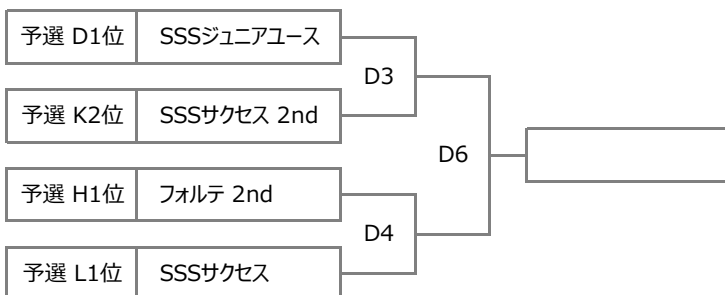 予選 D1位 SSSジュニアユース
D3
予選 K2位 SSSサクセス 2nd
D6
予選 H1位 フォルテ 2nd
D4
予選 L1位 SSSサクセス